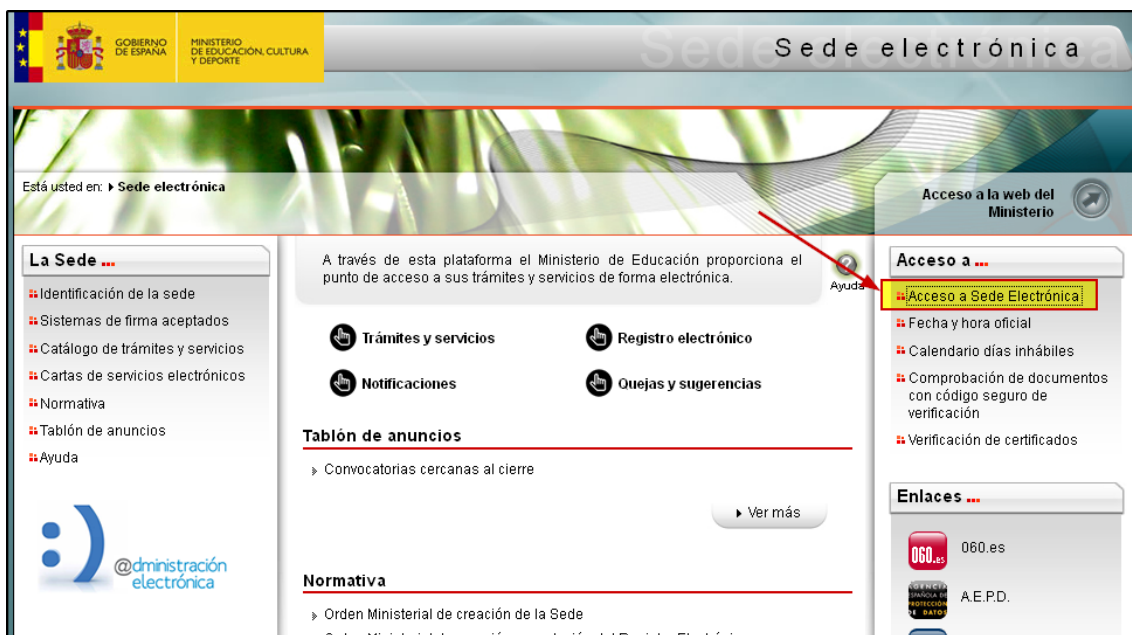 GOBIERNO
DE ESPAÑA
MINISTERIO
DE EDUCACIÓN, CULTURA
Y DEPORTE
Sede electrónica
Está usted en: Sede electrónica
Acceso a la web del
Ministerio
La Sede ...
Identificación de la sede
Sistemas de firma aceptados
Catálogo de trámites y servicios
Cartas de servicios electrónicos
Normativa
Tablón de anuncios
Ayuda
@dministración
electrónica
A través de esta plataforma el Ministerio de Educación proporciona el
punto de acceso a sus trámites y servicios de forma electrónica.
Ayuda
Trámites y servicios
Registro electrónico
Notificaciones
Quejas y sugerencias
Tablón de anuncios
Convocatorias cercanas al cierre
Ver más
Normativa
Orden Ministerial de creación de la Sede
Acceso a ...
Acceso a Sede Electrónica
Fecha y hora oficial
Calendario días inhábiles
Comprobación de documentos
con código seguro de
verificación
Verificación de certificados
Enlaces ...
060.es
060.es
AGENCIA
ESPAÑOLA DE
PROTECCIÓN
DE DATOS
A.E.P.D.